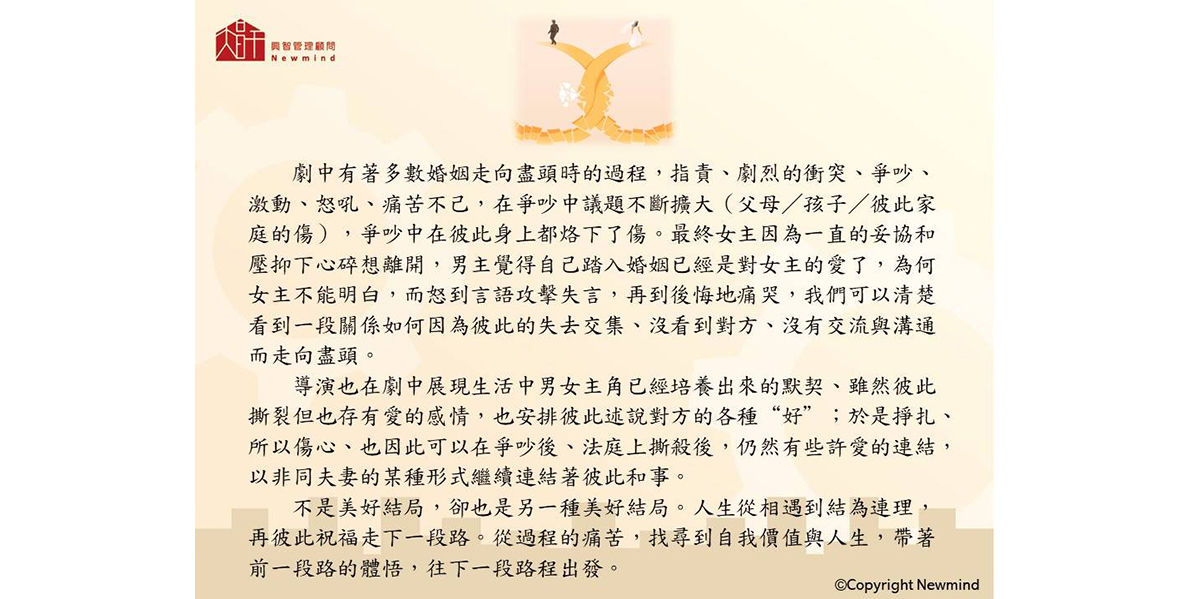 興智管理顧問
Newmind
劇中有著多數婚姻走向盡頭時的過程，指責、劇烈的衝突、爭吵、
激動、怒吼、痛苦不已，在爭吵中議題不斷擴大（父母／孩子／彼此家
庭的傷），爭吵中在彼此身上都烙下了傷。最終女主因為一直的妥協和
壓抑下心碎想離開，男主覺得自己踏入婚姻已經是對女主的愛了，為何
女主不能明白，而怒到言語攻擊失言，再到後悔地痛哭，我們可以清楚
看到一段關係如何因為彼此的失去交集、沒看到對方、沒有交流與溝通
而走向盡頭。
導演也在劇中展現生活中男女主角已經培養出來的默契、雖然彼此
撕裂但也存有愛的感情，也安排彼此述說對方的各種“好”；於是掙扎、
所以傷心、也因此可以在爭吵後、法庭上撕殺後，仍然有些許愛的連結，
以非同夫妻的某種形式繼續連結著彼此和事。
不是美好結局，卻也是另一種美好結局。人生從相遇到結為連理，
再彼此祝福走下一段路。從過程的痛苦，找尋到自我價值與人生，帶著
前一段路的體悟，往下一段路程出發。
©Copyright Newmind